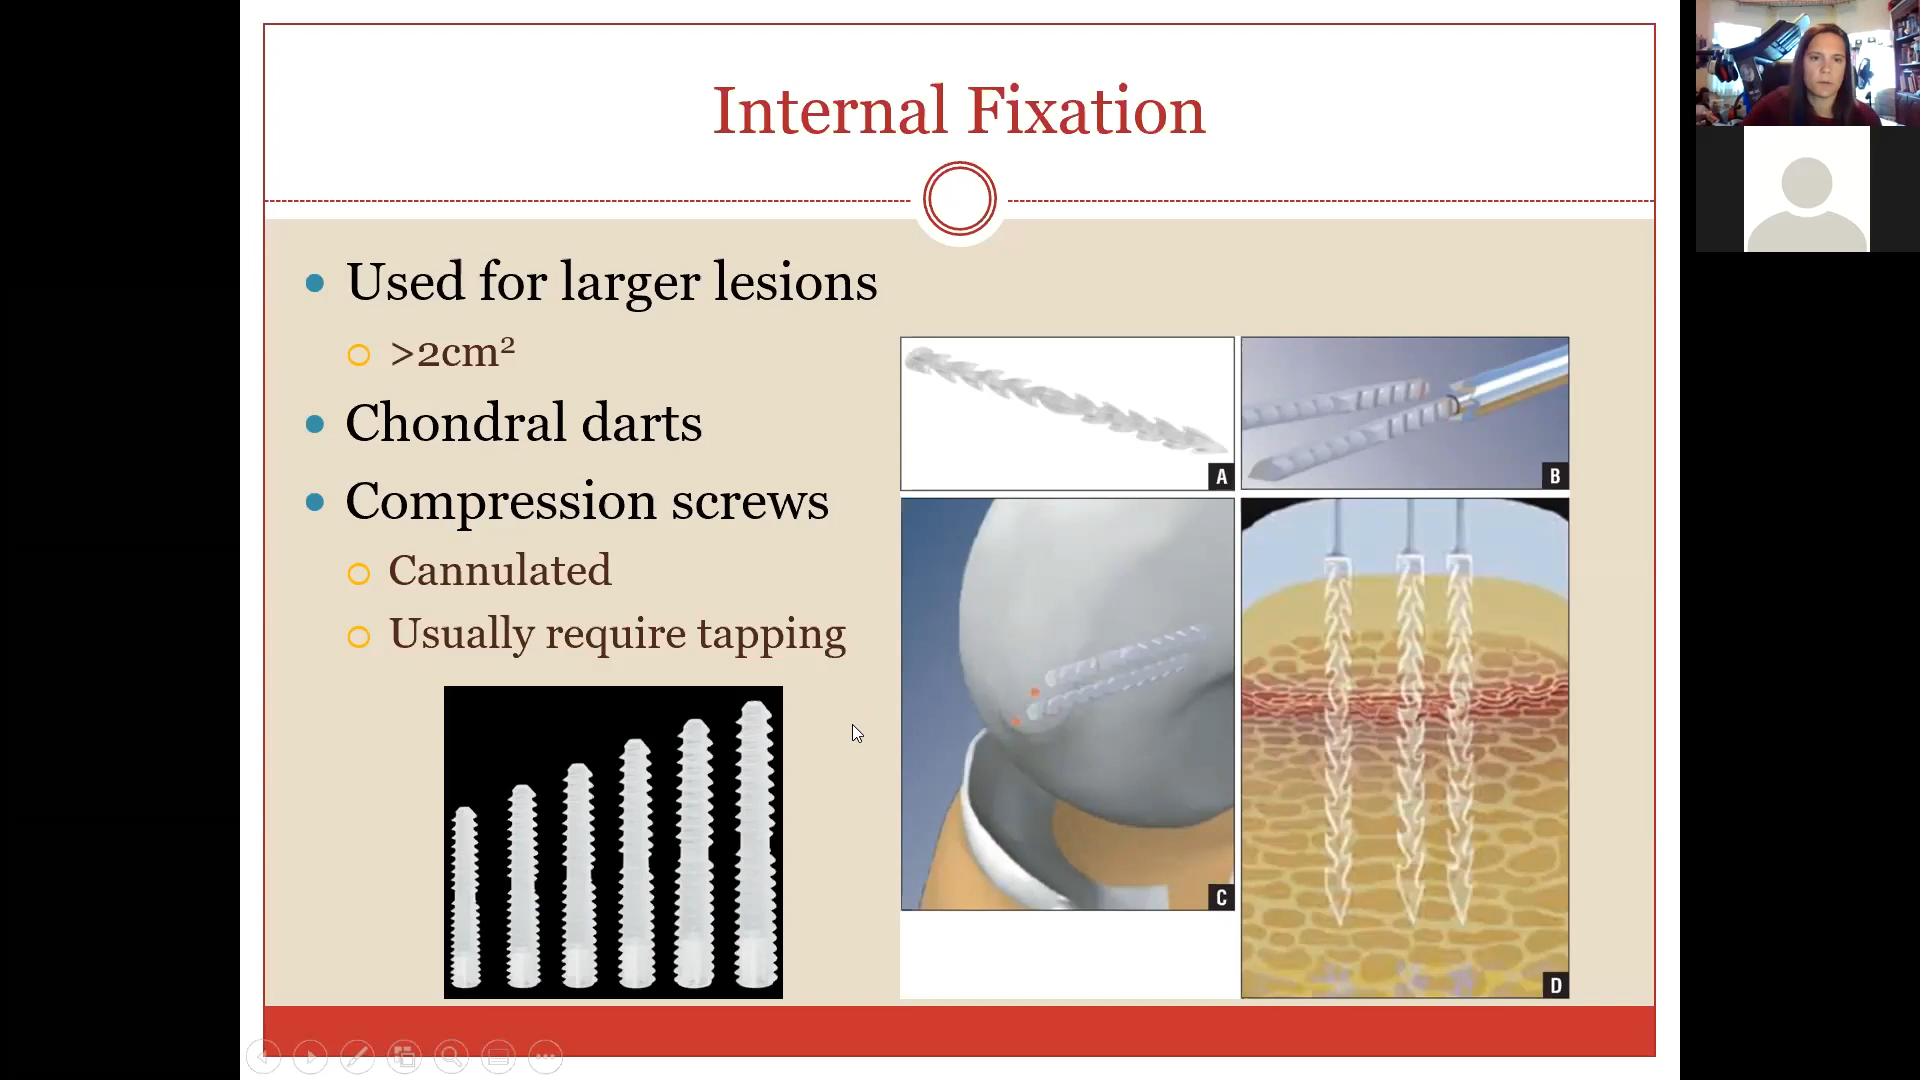 Internal Fixation
Used for larger lesions
>2cm²
Chondral darts
Compression screws
Cannulated
Usually require tapping
A
B
C
D